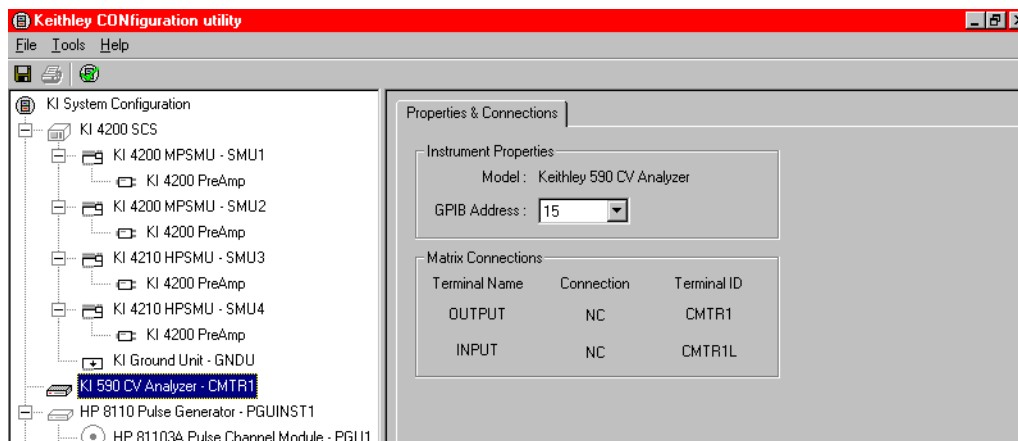 Keithley CONfiguration utility
File Tools Help
KI System Configuration
KI 4200 SCS
KI 4200 MPSMU - SMU1
KI 4200 PreAmp
KI 4200 MPSMU - SMU2
KI 4200 PreAmp
KI 4210 HPSMU - SMU3
KI 4200 PreAmp
KI 4210 HPSMU - SMU4
KI 4200 PreAmp
KI Ground Unit - GNDU
KI 590 CV Analyzer - CMTR1
HP 8110 Pulse Generator - PGUINST1
HP 81103A Pulse Channel Module - PGU1
Properties & Connections
Instrument Properties
Model : Keithley 590 CV Analyzer
GPIB Address : 15
Matrix Connections
Terminal Name Connection Terminal ID
OUTPUT NC CMTR1
INPUT NC CMTR1L